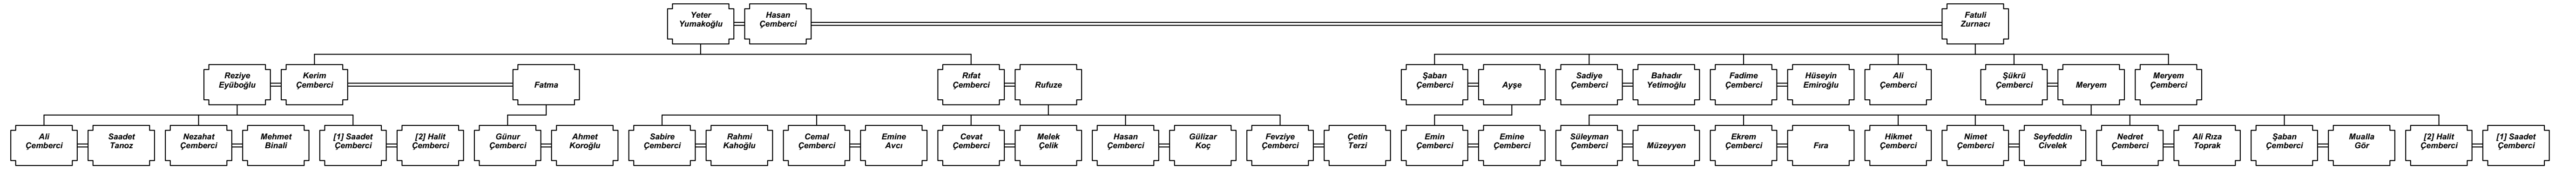 Yeter
Yumakoğlu
Hasan
Çemberci
Fatuli
Zurnacı
Reziye
Eyüboğlu
Kerim
Çemberci
Fatma
Rıfat
Çemberci
Rufuze
Şaban
Çemberci
Ayşe
Sadiye
Çemberci
Bahadır
Yetimoğlu
Fadime
Çemberci
Hüseyin
Emiroğlu
Ali
Çemberci
Şükrü
Çemberci
Meryem
Meryem
Çemberci
Ali
Çemberci
Saadet
Tanoz
Nezahat
Çemberci
Mehmet
Binali
[1] Saadet
Çemberci
[2] Halit
Çemberci
Günur
Çemberci
Ahmet
Koroğlu
Sabire
Çemberci
Rahmi
Kahoğlu
Cemal
Çemberci
Emine
Avcı
Cevat
Çemberci
Melek
Çelik
Hasan
Çemberci
Gülizar
Koç
Fevziye
Çemberci
Çetin
Terzi
Emin
Çemberci
Emine
Çemberci
Süleyman
Çemberci
Müzeyyen
Ekrem
Çemberci
Fıra
Hikmet
Çemberci
Nimet
Çemberci
Seyfeddin
Civelek
Nedret
Çemberci
Ali Rıza
Toprak
Şaban
Çemberci
Mualla
Gör
[2] Halit
Çemberci
[1] Saadet
Çemberci